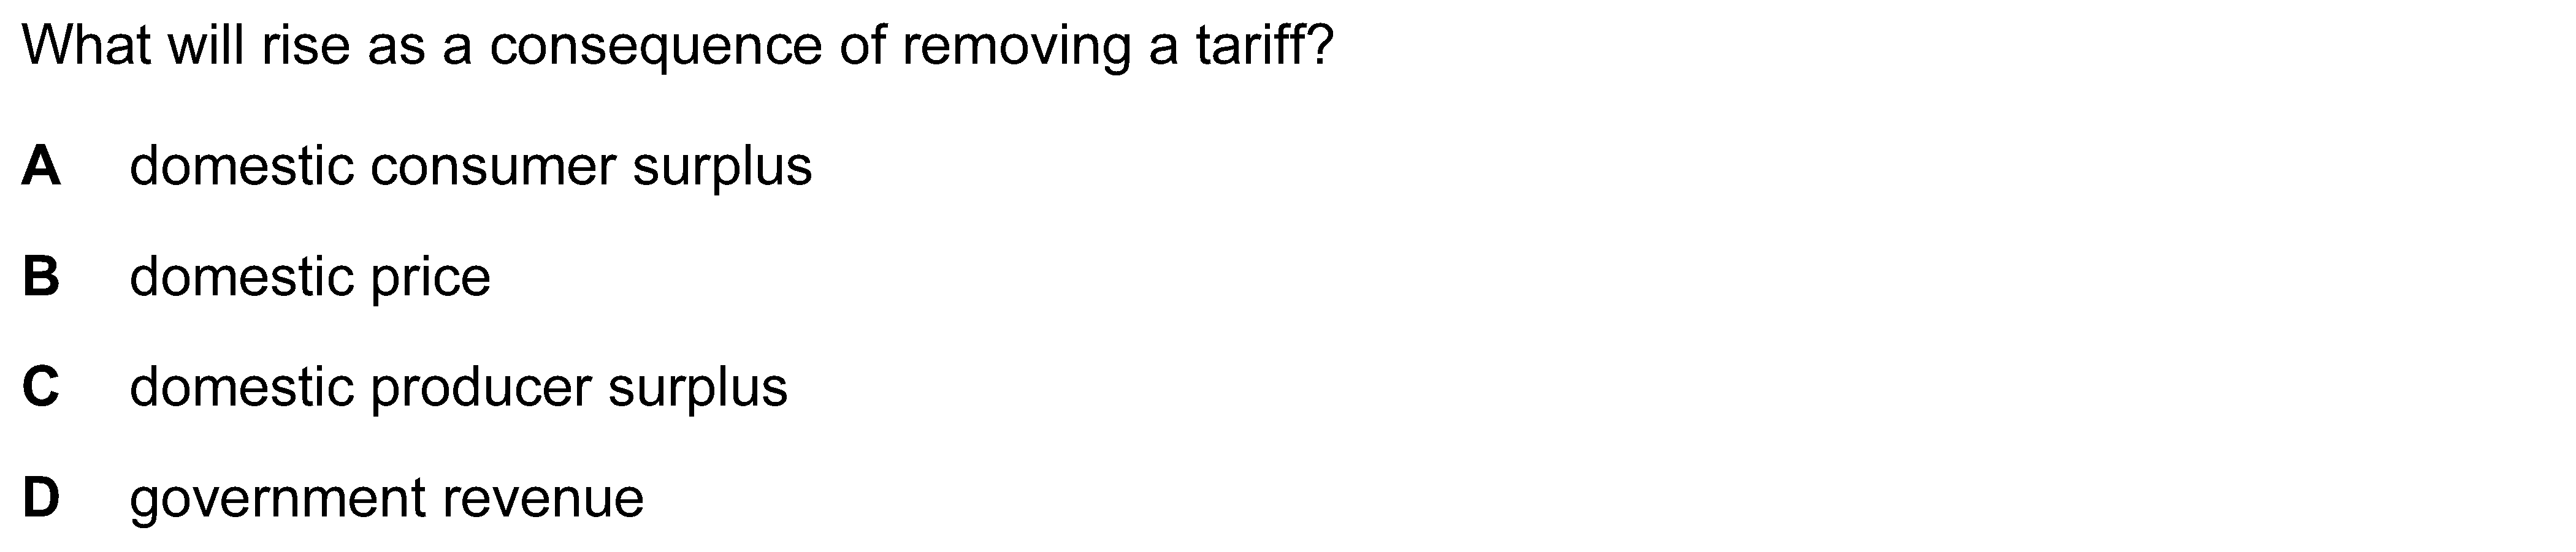 What will rise as a consequence of removing a tariff?
A domestic consumer surplus
B domestic price
C domestic producer surplus
D government revenue